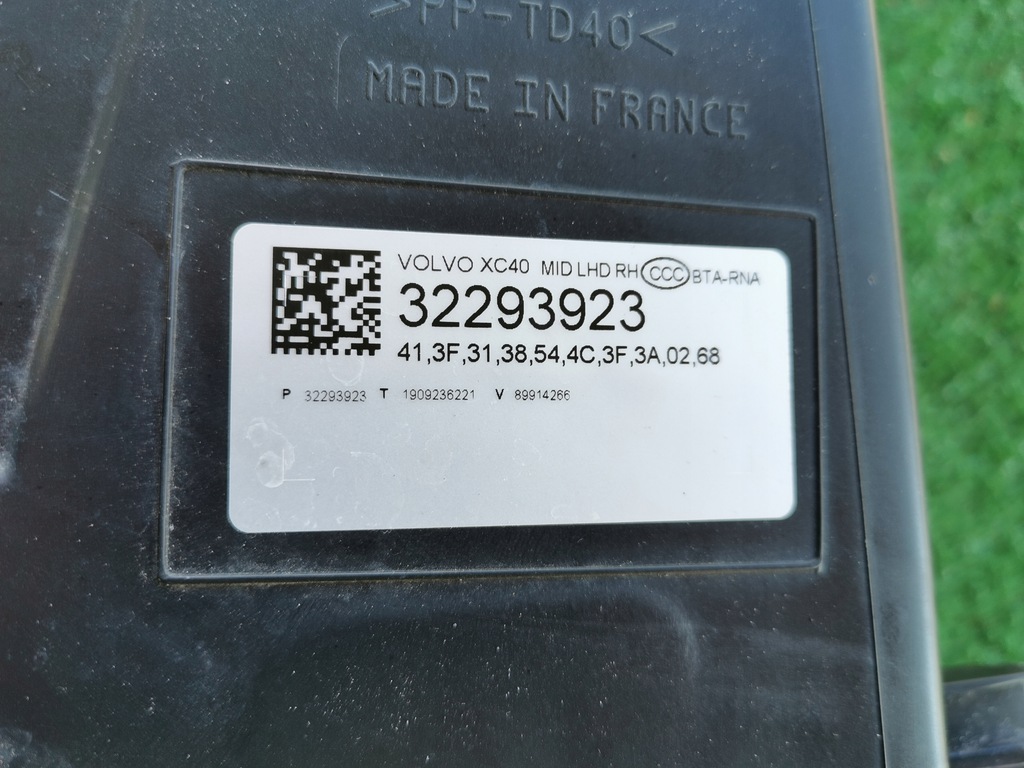 >PP-TD40<
MADE IN FRANCE
VOLVO XC40 MID LHD RH CCC BTA-RNA
32293923
41,3F,31,38,54,4C,3F,3A,02,68
P 32293923 T 1909236221 V 89914266